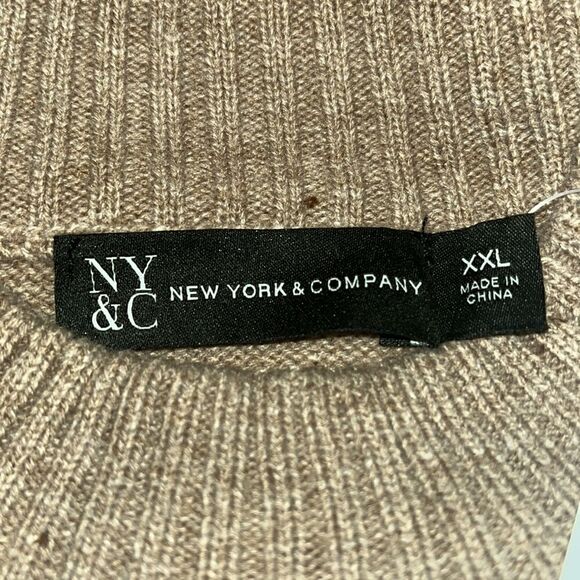 NY
&C
NEW YORK & COMPANY
XXL
MADE IN
CHINA